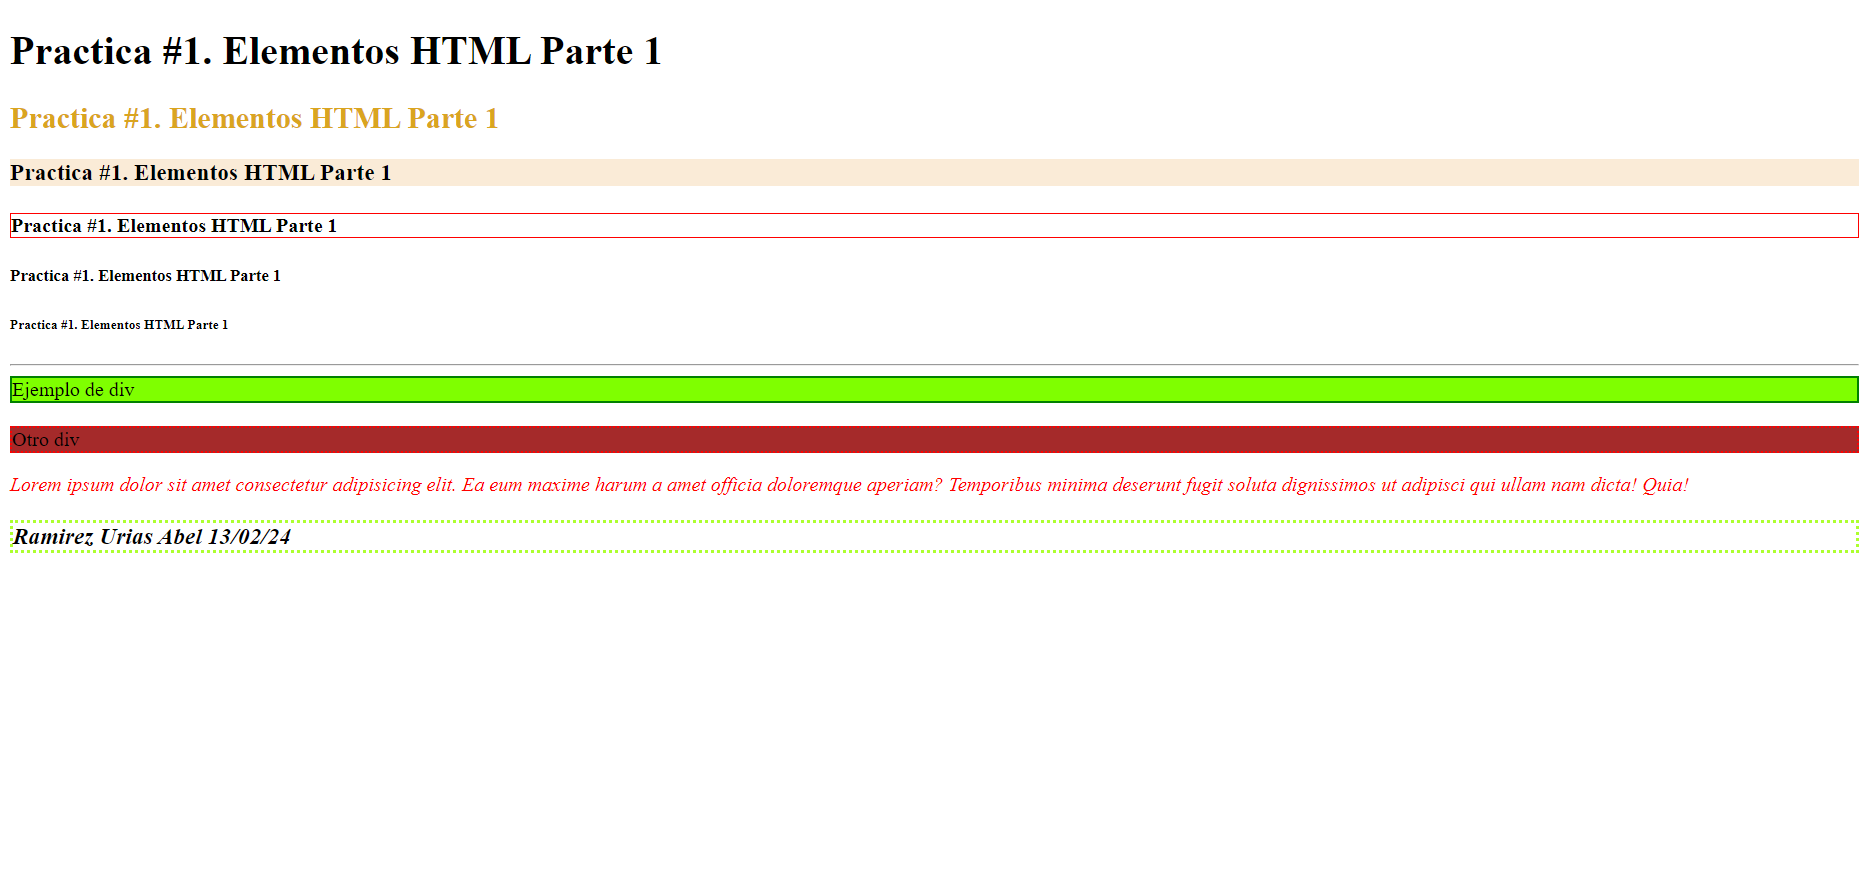 Practica #1. Elementos HTML Parte 1
Practica #1. Elementos HTML Parte 1
Practica #1. Elementos HTML Parte 1
Practica #1. Elementos HTML Parte 1
Practica #1. Elementos HTML Parte 1
Practica #1. Elementos HTML Parte 1
Ejemplo de div
Otro div
Lorem ipsum dolor sit amet consectetur adipisicing elit. Ea eum maxime harum a amet officia doloremque aperiam? Temporibus minima deserunt fugit soluta dignissimos ut adipisci qui ullam nam dicta! Quia!
Ramirez Urias Abel 13/02/24